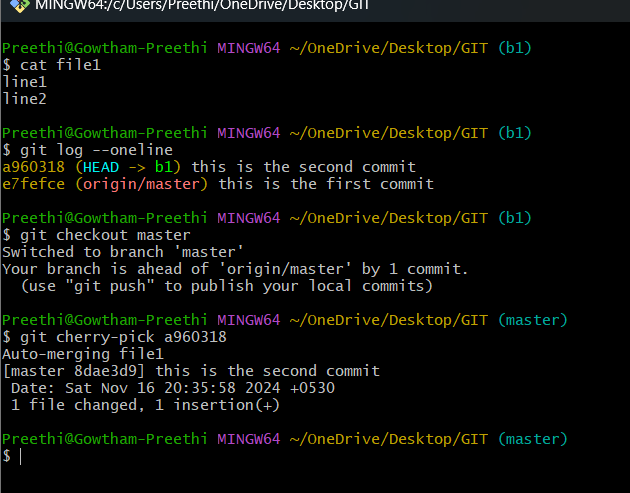 MINGW64:/c/Users/Preethi/OneDrive/Desktop/GIT
Preethi@Gowtham-Preethi MINGW64 ~/OneDrive/Desktop/GIT (b1)
$ cat file1
line1
line2
Preethi@Gowtham-Preethi MINGW64 ~/OneDrive/Desktop/GIT (b1)
$ git log --oneline
a960318 (HEAD -> b1) this is the second commit
e7fefce (origin/master) this is the first commit
Preethi@Gowtham-Preethi MINGW64 ~/OneDrive/Desktop/GIT (b1)
$ git checkout master
Switched to branch 'master'
Your branch is ahead of 'origin/master' by 1 commit.
  (use "git push" to publish your local commits)
Preethi@Gowtham-Preethi MINGW64 ~/OneDrive/Desktop/GIT (master)
$ git cherry-pick a960318
Auto-merging file1
[master 8dae3d9] this is the second commit
 Date: Sat Nov 16 20:35:58 2024 +0530
 1 file changed, 1 insertion(+)
Preethi@Gowtham-Preethi MINGW64 ~/OneDrive/Desktop/GIT (master)
$